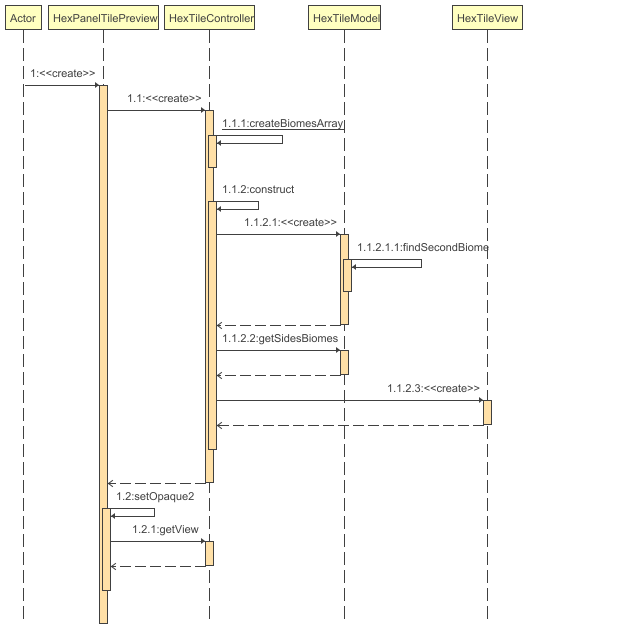 Actor
HexPanelTilePreview
HexTileController
HexTileModel
HexTileView
1:<<create>>
1.1:<<create>>
1.1.1:createBiomesArray
1.1.2:construct
1.1.2.1:<<create>>
1.1.2.1.1:findSecondBiome
1.1.2.2:getSidesBiomes
1.1.2.3:<<create>>
1.2:setOpaque2
1.2.1:getView